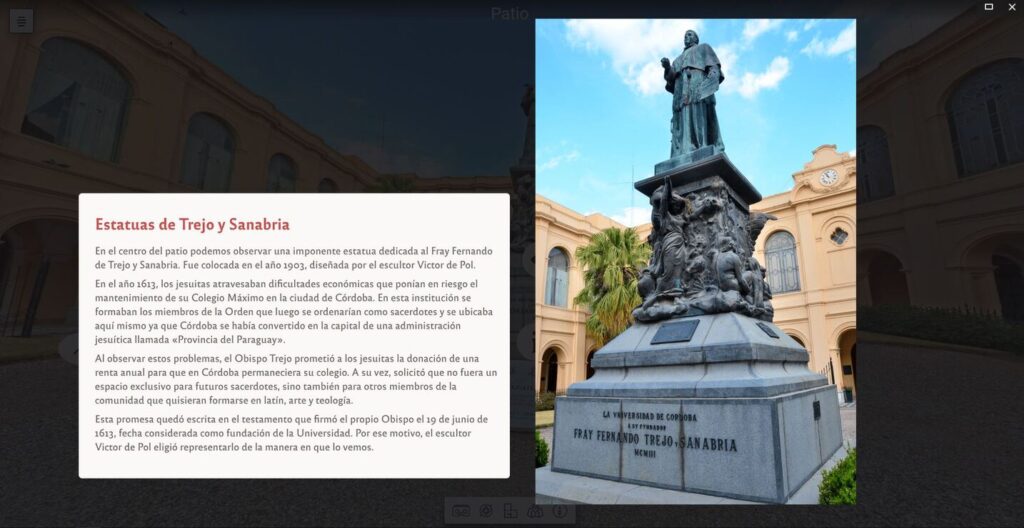 Patio
Estatuas de Trejo y Sanabria
En el centro del patio podemos observar una imponente estatua dedicada al Fray Fernando
de Trejo y Sanabria. Fue colocada en el año 1903, diseñada por el escultor Victor de Pol.
En el año 1613, los jesuitas atravesaban dificultades económicas que ponían en riesgo el
mantenimiento de su Colegio Máximo en la ciudad de Córdoba. En esta institución se
formaban los miembros de la Orden que luego se ordenarían como sacerdotes y se ubicaba
aquí mismo ya que Córdoba se había convertido en la capital de una administración
jesuítica llamada «Provincia del Paraguay».
Al observar estos problemas, el Obispo Trejo prometió a los jesuitas la donación de una
renta anual para que en Córdoba permaneciera su colegio. A su vez, solicitó que no fuera un
espacio exclusivo para futuros sacerdotes, sino también para otros miembros de la
comunidad que quisieran formarse en latín, arte y teología.
Esta promesa quedó escrita en el testamento que firmó el propio Obispo el 19 de junio de
1613, fecha considerada como fundación de la Universidad. Por ese motivo, el escultor
Victor de Pol eligió representarlo de la manera en que lo vemos.
LA UNIVERSIDAD DE CORDOBA
A SU FUNDADOR
FRAY FERNANDO TREJO Y SANABRIA
MCMIII